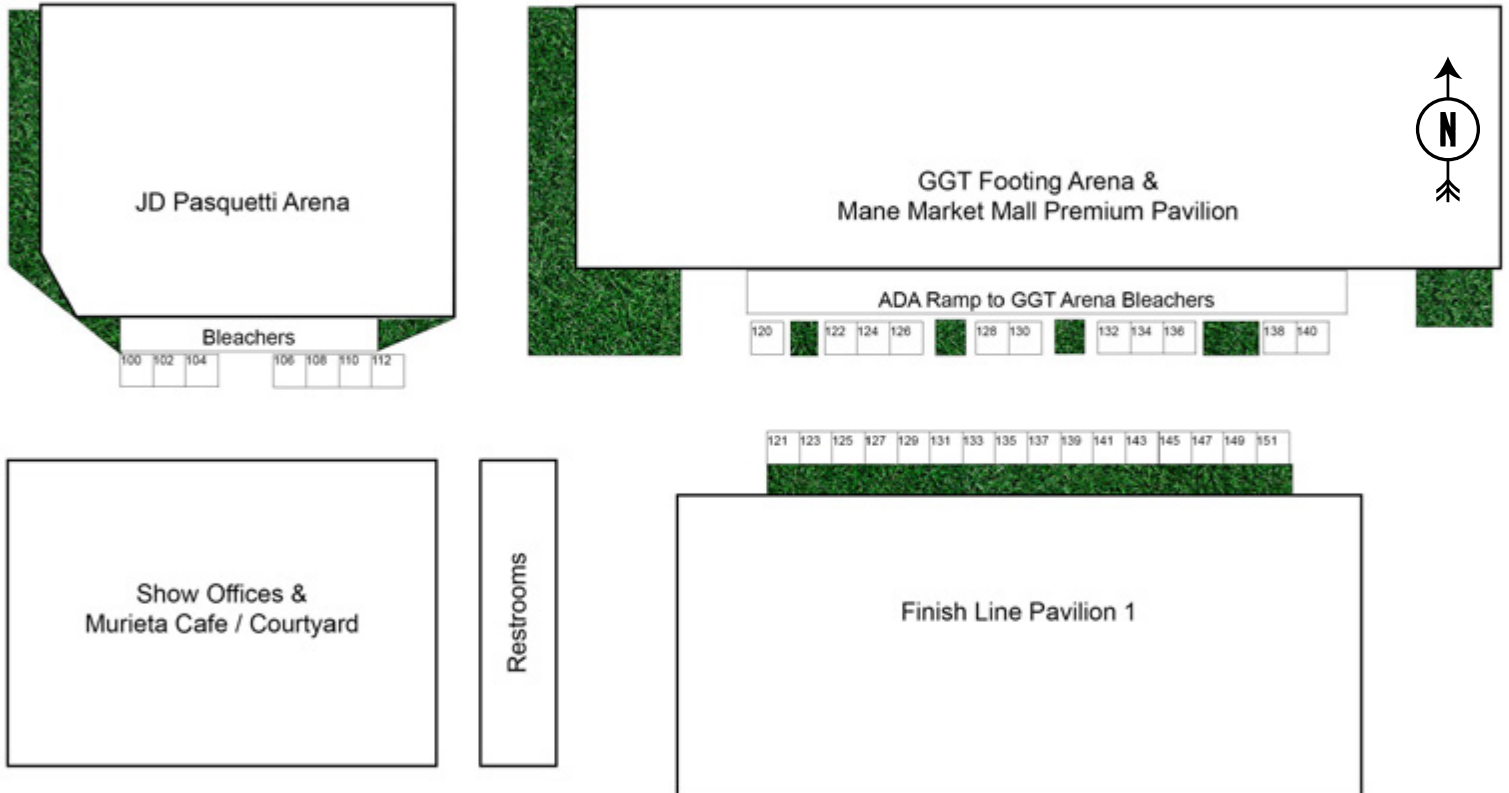 JD Pasquetti Arena
GGT Footing Arena &
Mane Market Mall Premium Pavilion
N
Bleachers
ADA Ramp to GGT Arena Bleachers
100 102 104 106 108 110 112
120 122 124 126 128 130 132 134 136 138 140
121 123 125 127 129 131 133 135 137 139 141 143 145 147 149 151
Show Offices &
Murieta Cafe / Courtyard
Restrooms
Finish Line Pavilion 1